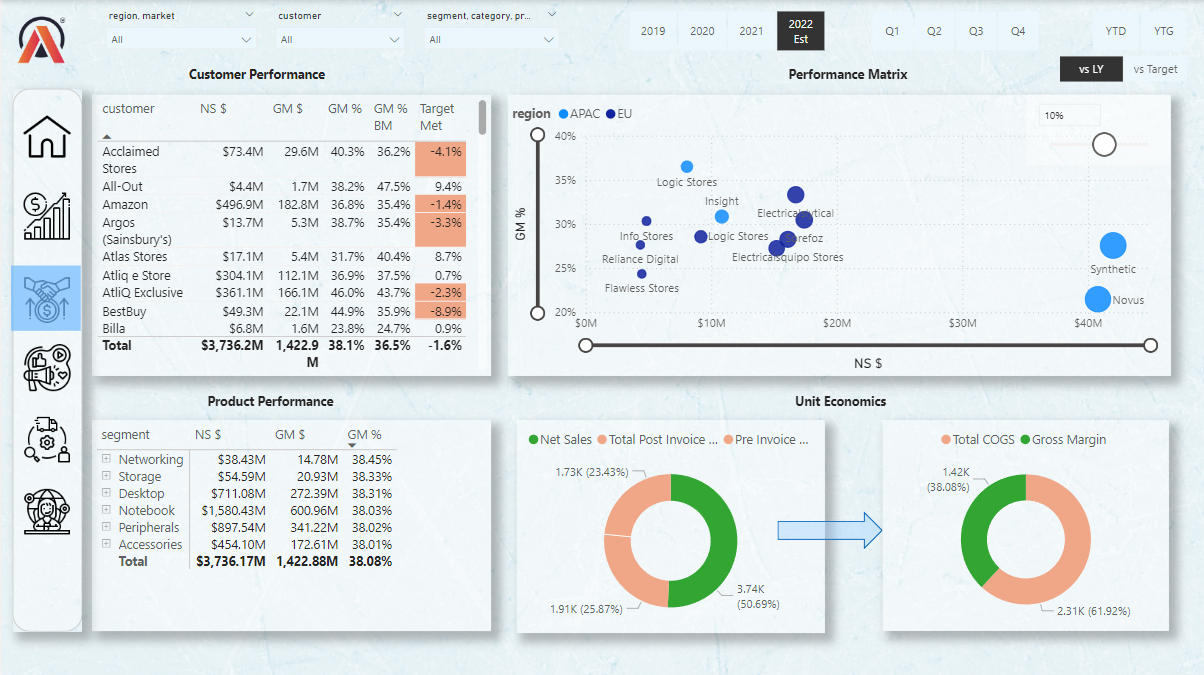 region, market
customer
segment, category, pr...
All
All
All
2019
2020
2021
2022
Est
Q1
Q2
Q3
Q4
YTD
YTG
vs LY
vs Target
Customer Performance
customer NS $ GM $ GM % GM % BM Target Met
Acclaimed Stores $73.4M 29.6M 40.3% 36.2% -4.1%
All-Out $4.4M 1.7M 38.2% 47.5% 9.4%
Amazon $496.9M 182.8M 36.8% 35.4% -1.4%
Argos (Sainsbury's) $13.7M 5.3M 38.7% 35.4% -3.3%
Atlas Stores $17.1M 5.4M 31.7% 40.4% 8.7%
Atliq e Store $304.1M 112.1M 36.9% 37.5% 0.7%
AtliQ Exclusive $361.1M 166.1M 46.0% 43.7% -2.3%
BestBuy $49.3M 22.1M 44.9% 35.9% -8.9%
Billa $6.8M 1.6M 23.8% 24.7% 0.9%
Total $3,736.2M 1,422.9M 38.1% 36.5% -1.6%
Performance Matrix
region APAC EU
10%
GM %
40%
35%
30%
25%
20%
Logic Stores
Insight
Info Stores
Logic Stores
Reliance Digital
Flawless Stores
Synthetic
Novus
$0M
$10M
$20M
$30M
$40M
NS $
Product Performance
segment NS $ GM $ GM %
Networking $38.43M 14.78M 38.45%
Storage $54.59M 20.93M 38.33%
Desktop $711.08M 272.39M 38.31%
Notebook $1,580.43M 600.96M 38.03%
Peripherals $897.54M 341.22M 38.02%
Accessories $454.10M 172.61M 38.01%
Total $3,736.17M 1,422.88M 38.08%
Unit Economics
Net Sales Total Post Invoice ... Pre Invoice ...
1.73K (23.43%)
3.74K
(50.69%)
1.91K (25.87%)
Total COGS Gross Margin
1.42K
(38.08%)
2.31K (61.92%)